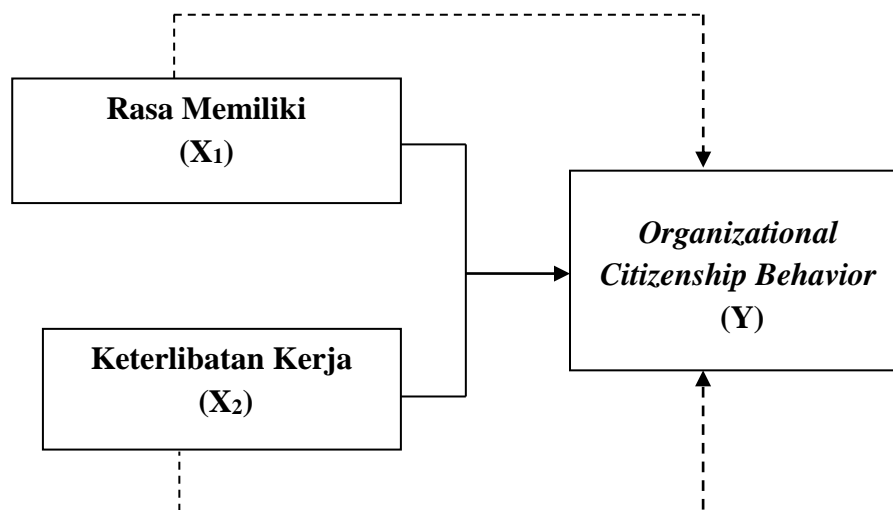 Rasa Memiliki
(X₁)
Organizational
Citizenship Behavior
(Y)
Keterlibatan Kerja
(X₂)